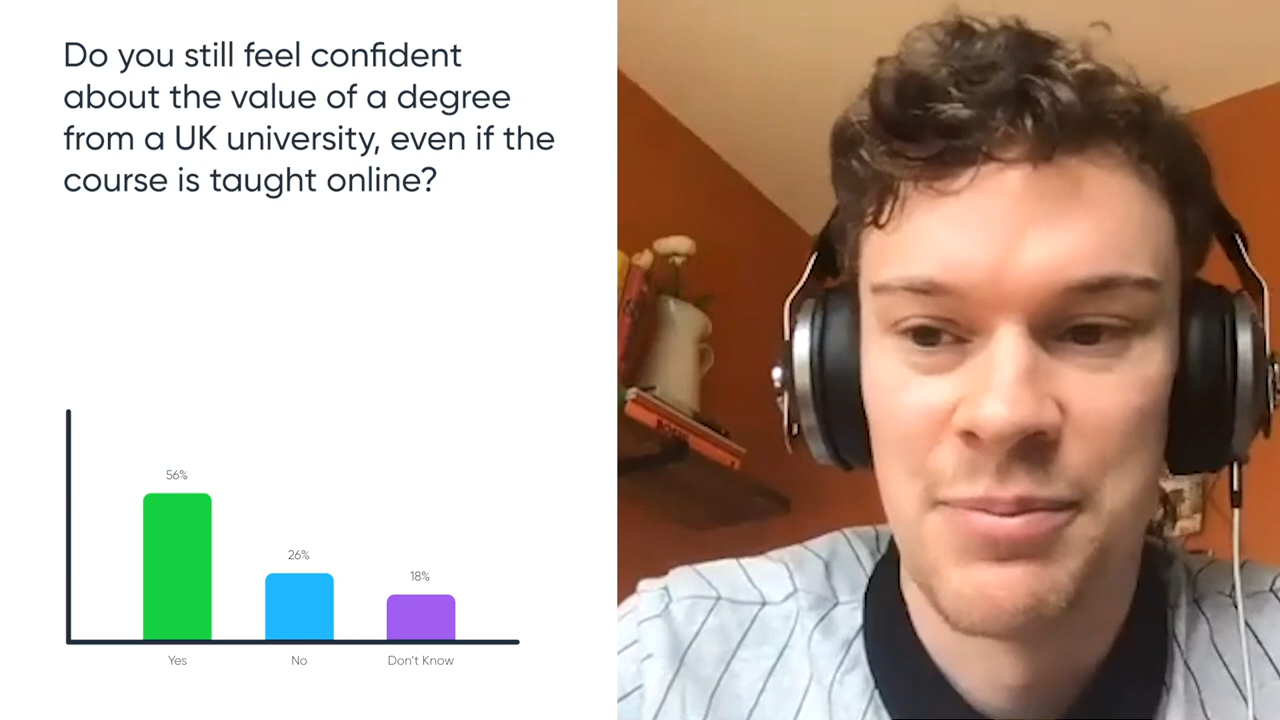 Do you still feel confident
about the value of a degree
from a UK university, even if the
course is taught online?
56%
26%
18%
Yes
No
Don't Know